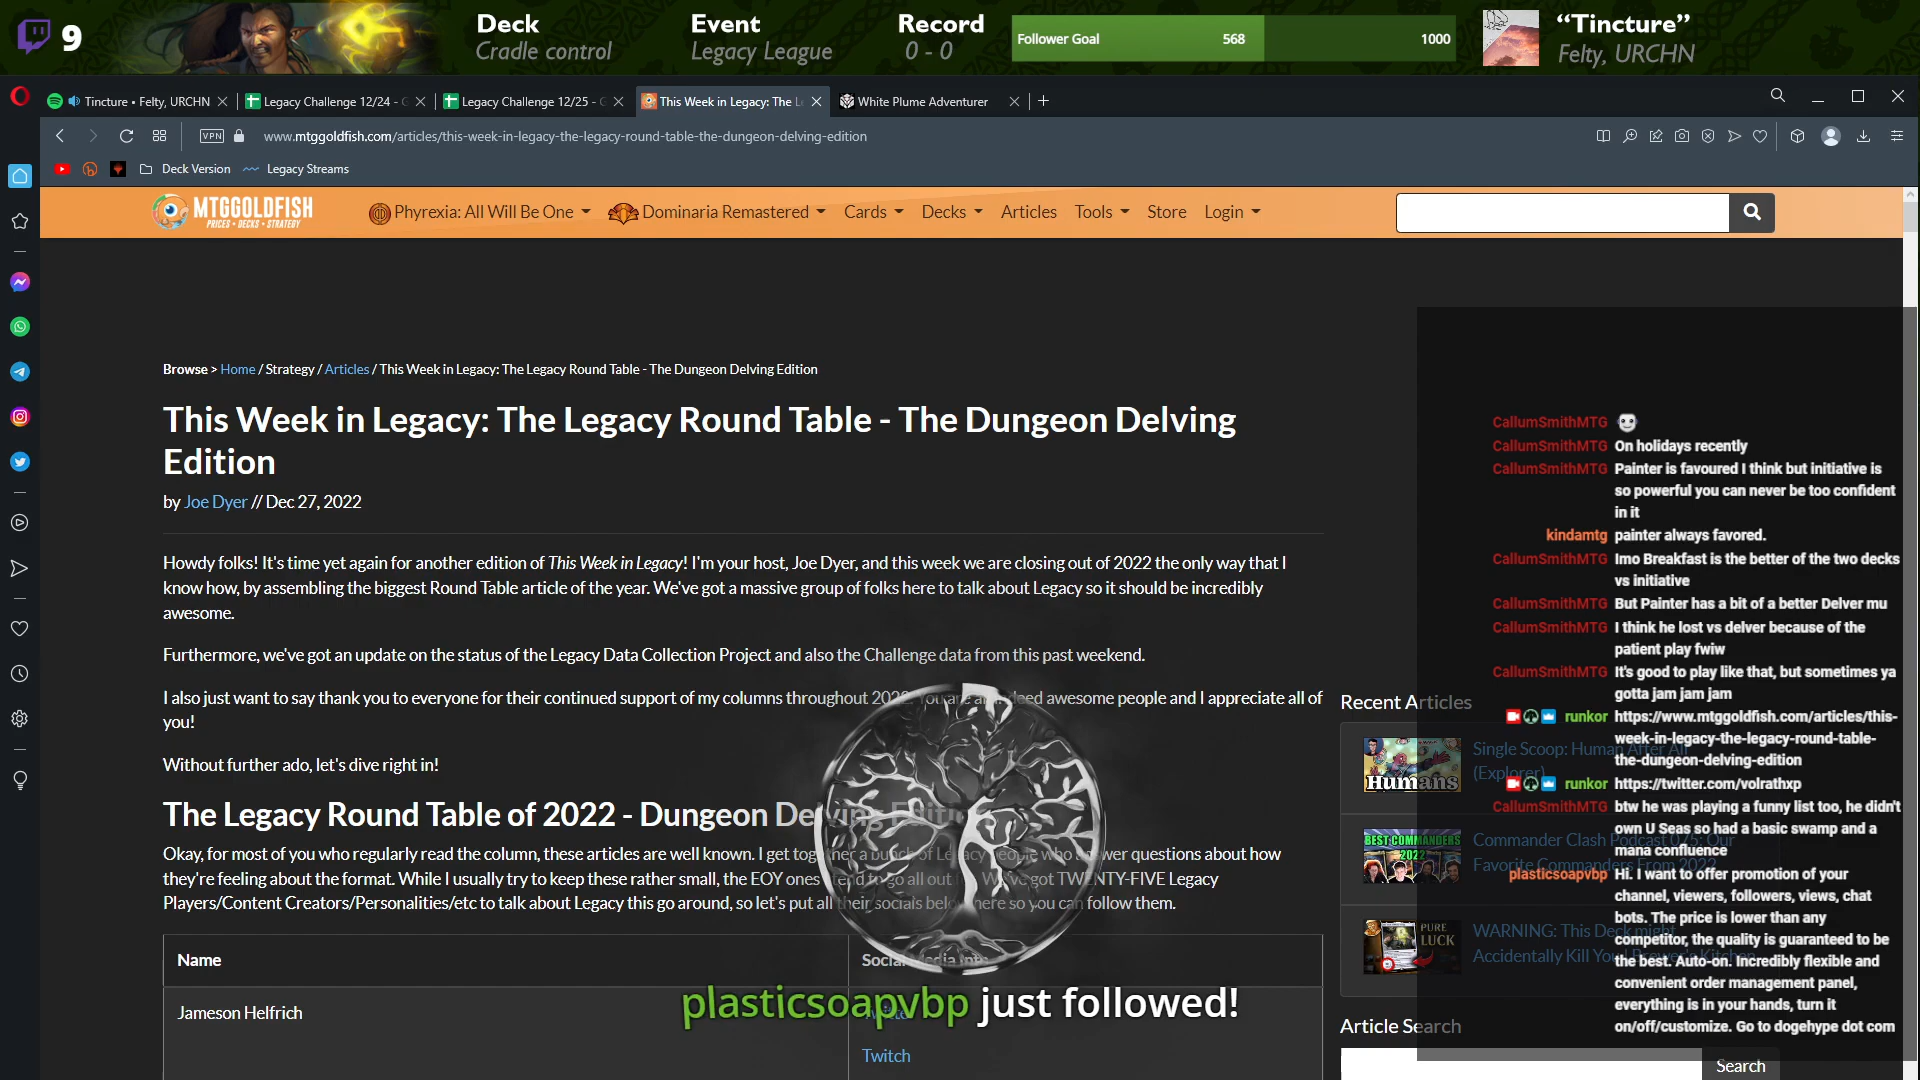 9
Deck
Cradle control
Event
Legacy League
Record
0 - 0
Follower Goal
568
1000
“Tincture”
Felty, URCHN
Tincture • Felty, URCHN
Legacy Challenge 12/24 - G
Legacy Challenge 12/25 - G
This Week in Legacy: The L
White Plume Adventurer
VPN
www.mtggoldfish.com/articles/this-week-in-legacy-the-legacy-round-table-the-dungeon-delving-edition
Deck Version
Legacy Streams
MTGGOLDFISH
PRICES • DECKS • STRATEGY
Phyrexia: All Will Be One
Dominaria Remastered
Cards
Decks
Articles
Tools
Store
Login
Browse > Home / Strategy / Articles / This Week in Legacy: The Legacy Round Table - The Dungeon Delving Edition
This Week in Legacy: The Legacy Round Table - The Dungeon Delving
Edition
by Joe Dyer // Dec 27, 2022
Howdy folks! It's time yet again for another edition of This Week in Legacy! I'm your host, Joe Dyer, and this week we are closing out of 2022 the only way that I
know how, by assembling the biggest Round Table article of the year. We've got a massive group of folks here to talk about Legacy so it should be incredibly
awesome.
Furthermore, we've got an update on the status of the Legacy Data Collection Project and also the Challenge data from this past weekend.
I also just want to say thank you to everyone for their continued support of my columns throughout 2022. You are all indeed awesome people and I appreciate all of
you!
Without further ado, let's dive right in!
The Legacy Round Table of 2022 - Dungeon Delving Edition
Okay, for most of you who regularly read the column, these articles are well known. I get together a bunch of Legacy people who answer questions about how
they're feeling about the format. While I usually try to keep these rather small, the EOY ones I tend to go all out for. We've got TWENTY-FIVE Legacy
Players/Content Creators/Personalities/etc to talk about Legacy this go around, so let's put all their socials below here so you can follow them.
Name
Social Media Info
Jameson Helfrich
Twitter
Twitch
plasticsoapvbp just followed!
Recent Articles
Humans
Single Scoop: Human After All
(Explorer)
BEST COMMANDERS
2022
Commander Clash Podcast 075: Our
Favorite Commanders From 2022
PURE
LUCK
WARNING: This Deck might
Accidentally Kill You
Article Search
Search
CallumSmithMTG
CallumSmithMTG On holidays recently
CallumSmithMTG Painter is favoured I think but initiative is
so powerful you can never be too confident
in it
kindamtg painter always favored.
CallumSmithMTG Imo Breakfast is the better of the two decks
vs initiative
CallumSmithMTG But Painter has a bit of a better Delver mu
CallumSmithMTG I think he lost vs delver because of the
patient play fwiw
CallumSmithMTG It's good to play like that, but sometimes ya
gotta jam jam jam
runkor https://www.mtggoldfish.com/articles/this-
week-in-legacy-the-legacy-round-table-
the-dungeon-delving-edition
runkor https://twitter.com/volrathxp
CallumSmithMTG btw he was playing a funny list too, he didn't
own U Seas so had a basic swamp and a
mana confluence
plasticsoapvbp Hi. I want to offer promotion of your
channel, viewers, followers, views, chat
bots. The price is lower than any
competitor, the quality is guaranteed to be
the best. Auto-on. Incredibly flexible and
convenient order management panel,
everything is in your hands, turn it
on/off/customize. Go to dogehype dot com